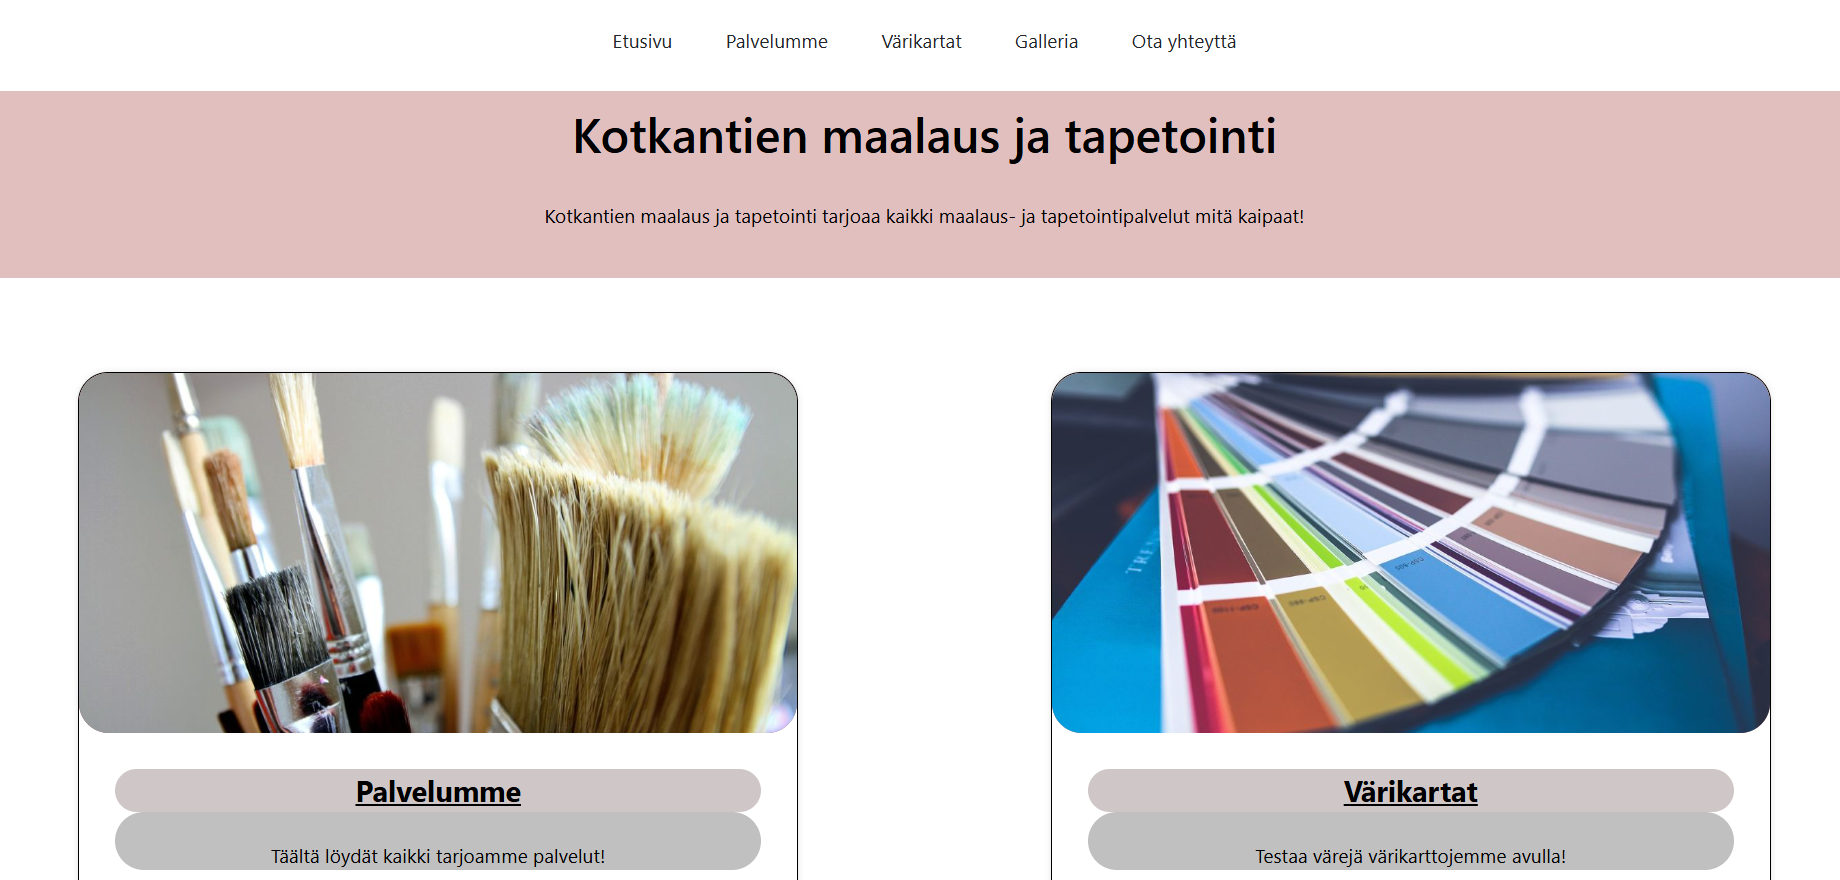 Etusivu Palvelumme Värikartat Galleria Ota yhteyttä
Kotkantien maalaus ja tapetointi
Kotkantien maalaus ja tapetointi tarjoaa kaikki maalaus- ja tapetointipalvelut mitä kaipaat!
Palvelumme
Täältä löydät kaikki tarjoamme palvelut!
Värikartat
Testaa värejä värikarttojemme avulla!